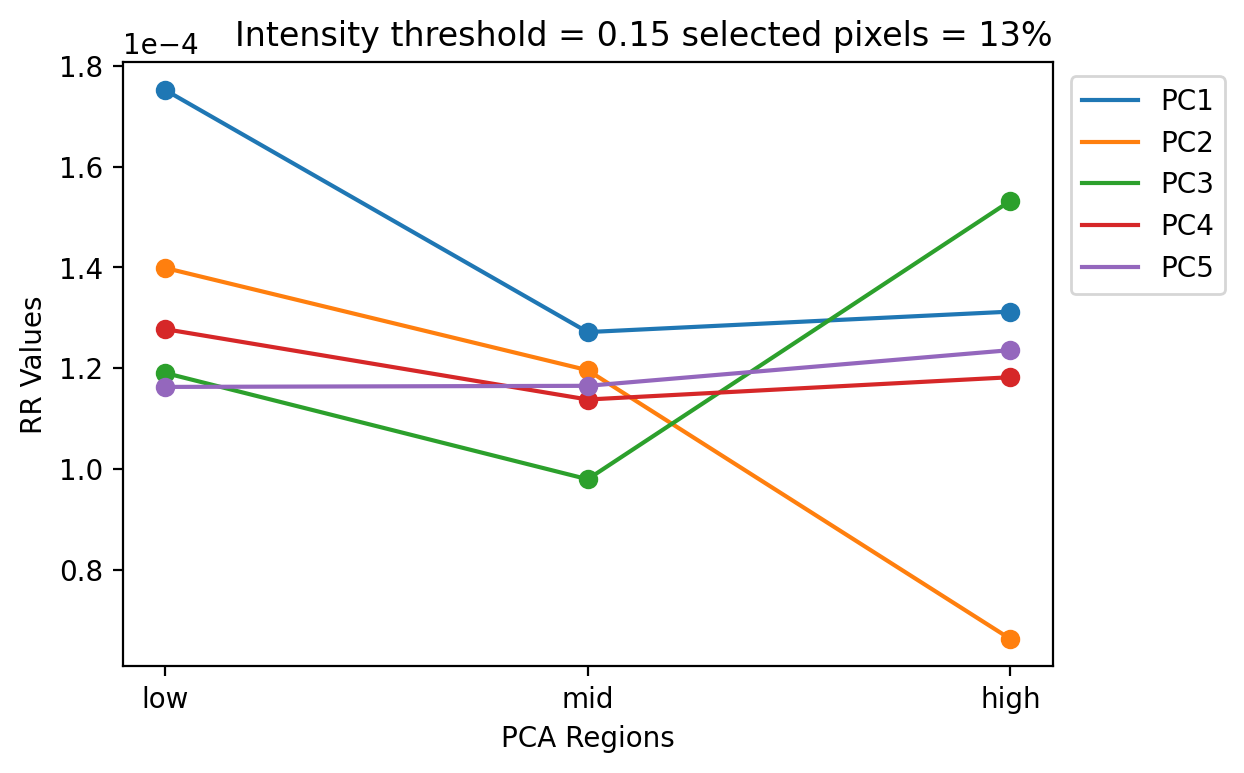 Intensity threshold = 0.15 selected pixels = 13%
1e−4
1.8
1.6
1.4
1.2
1.0
0.8
RR Values
low
mid
high
PCA Regions
PC1
PC2
PC3
PC4
PC5